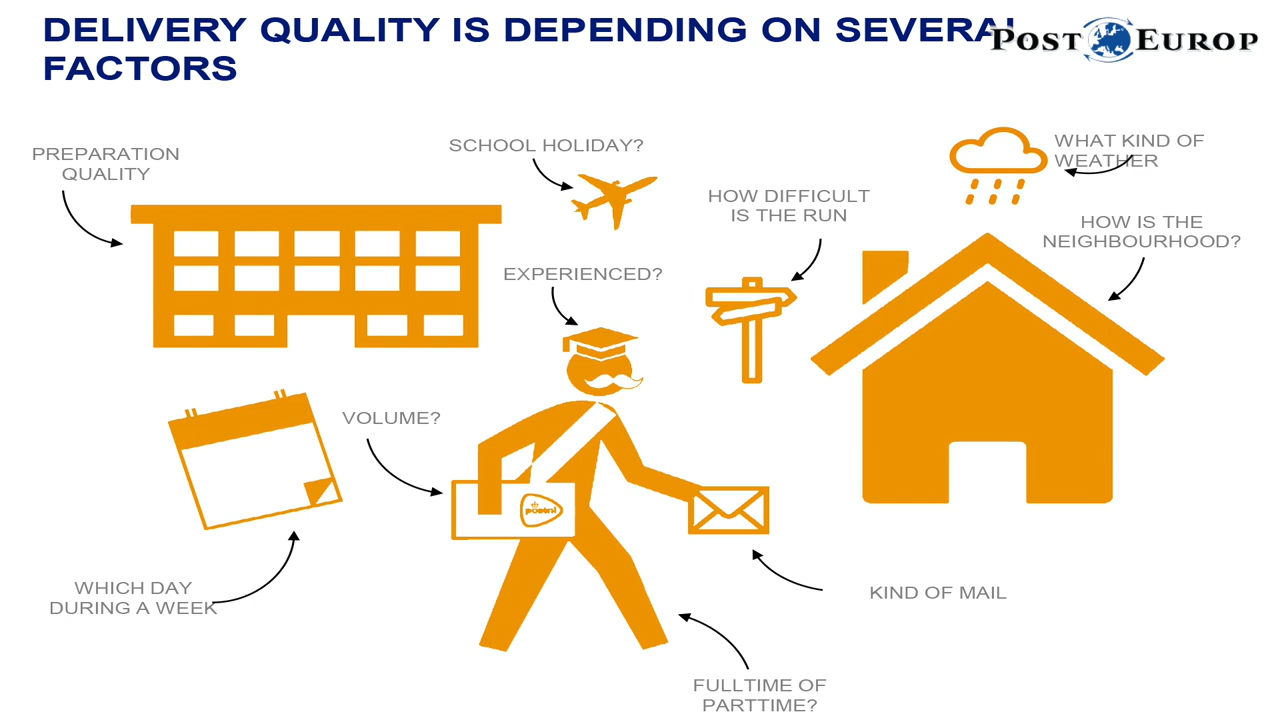 DELIVERY QUALITY IS DEPENDING ON SEVERAL
FACTORS
POST EUROP
PREPARATION
QUALITY
SCHOOL HOLIDAY?
WHAT KIND OF
WEATHER
HOW DIFFICULT
IS THE RUN
HOW IS THE
NEIGHBOURHOOD?
EXPERIENCED?
VOLUME?
postnl
WHICH DAY
DURING A WEEK
KIND OF MAIL
FULLTIME OF
PARTTIME?